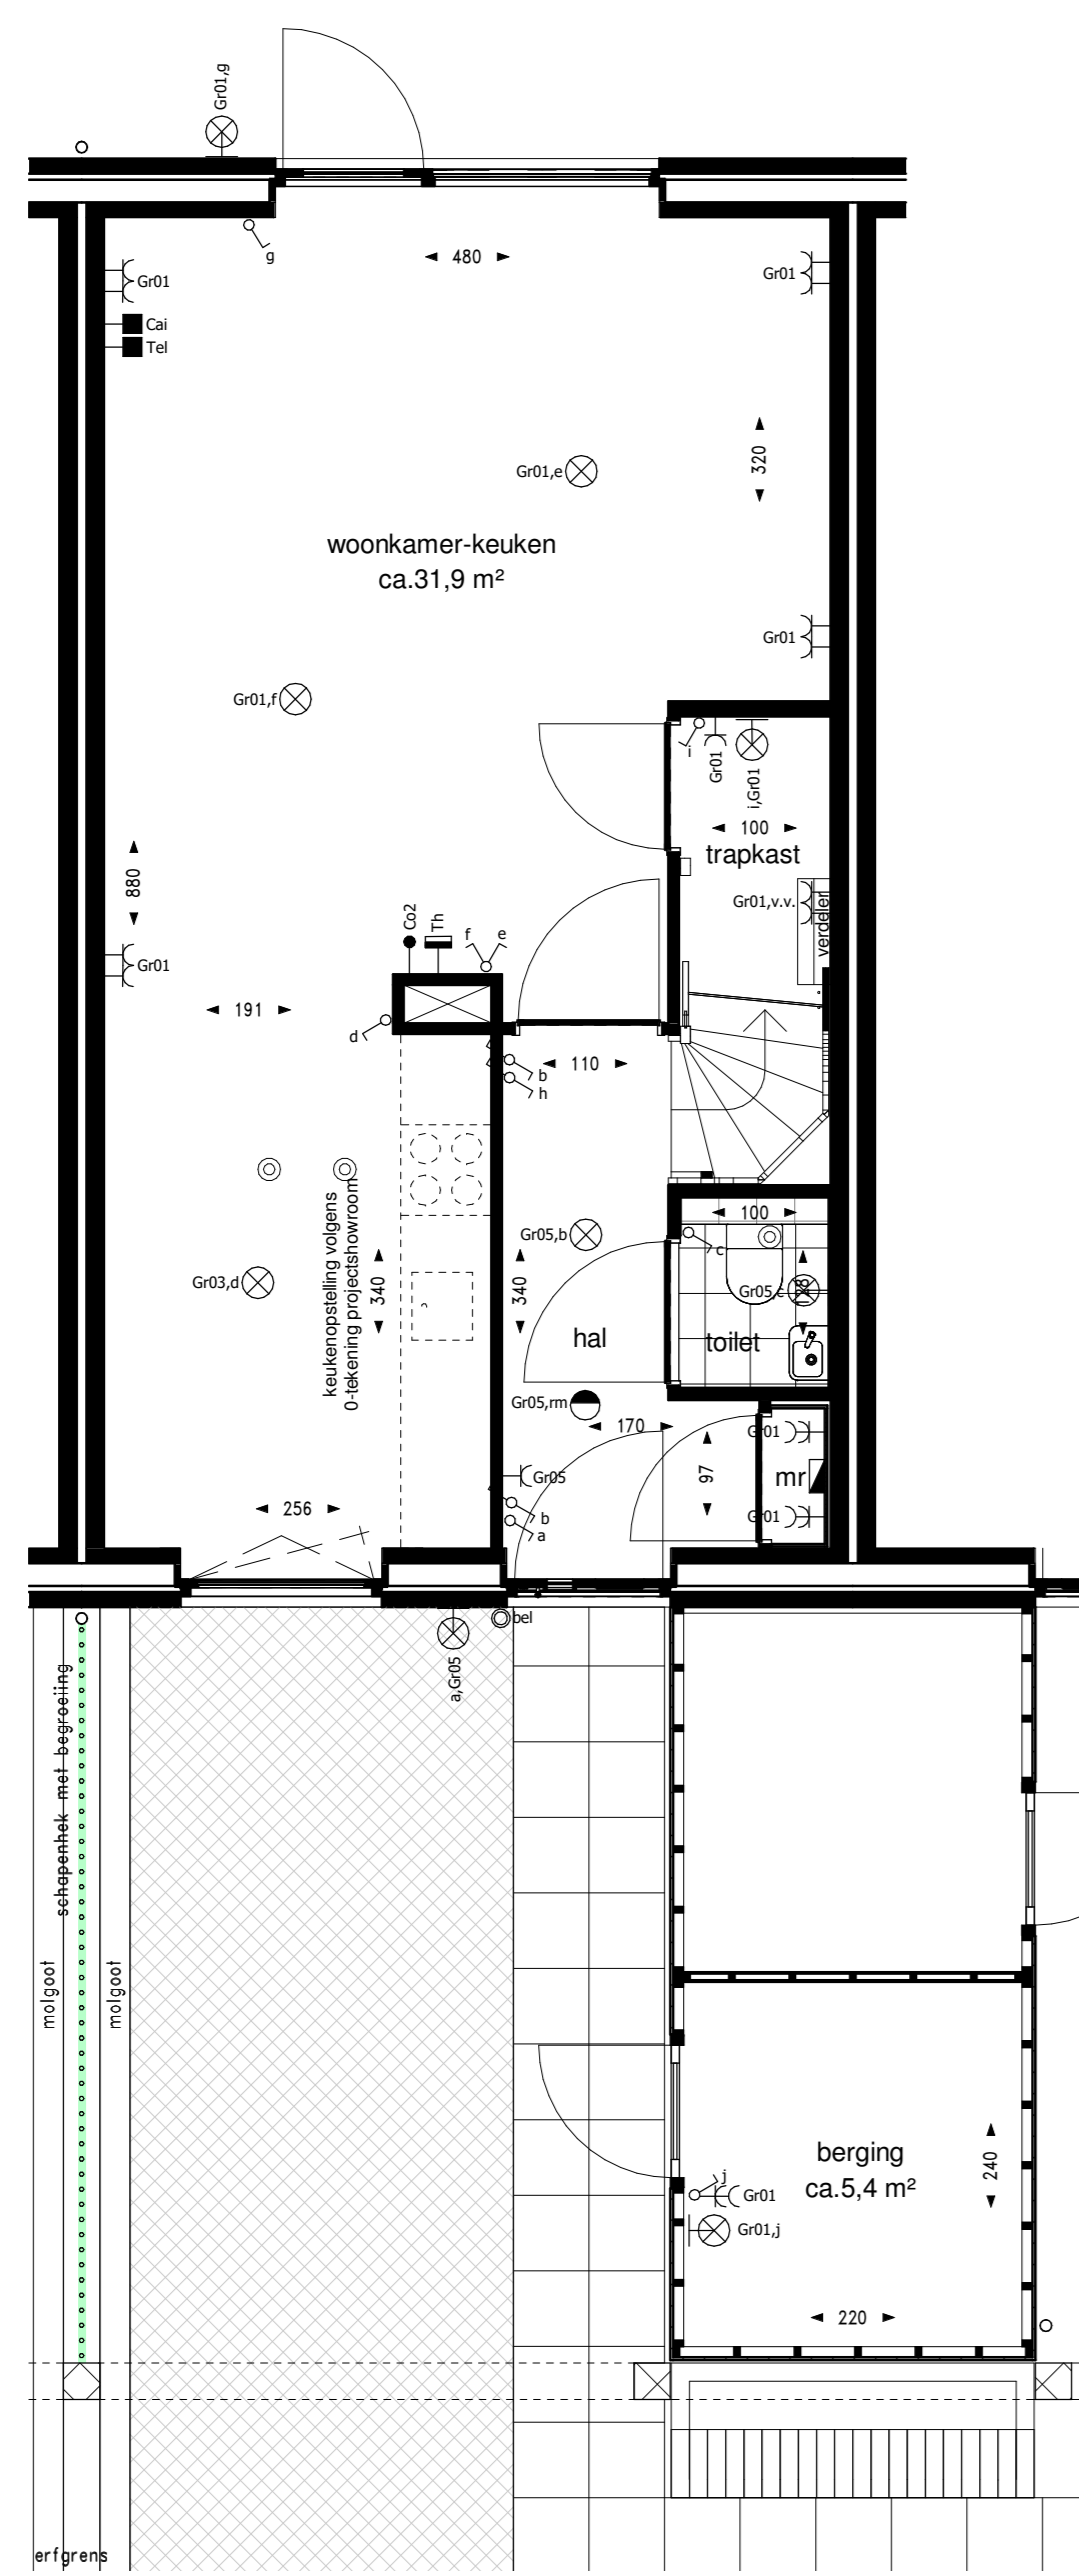 Gr01,g
g
480
Gr01
Gr01
Cai
Tel
320
Gr01,e
woonkamer-keuken
ca.31,9 m²
Gr01
Gr01,f
i
Gr01
i,Gr01
100
trapkast
880
Gr01,v.v.
verdeler
Co2
Th
f
e
Gr01
191
d
110
b
h
100
keukenopstelling volgens
0-tekening projectshowroom
Gr05,b
c
Gr03,d
340
340
Gr05,c
128
hal
toilet
Gr05,rm
170
Gr01
97
mr
Gr05
256
b
a
Gr01
bel
a,Gr05
schapenhek met begroeiing
molgoot
molgoot
berging
ca.5,4 m²
240
j
Gr01
Gr01,j
220
erfgrens